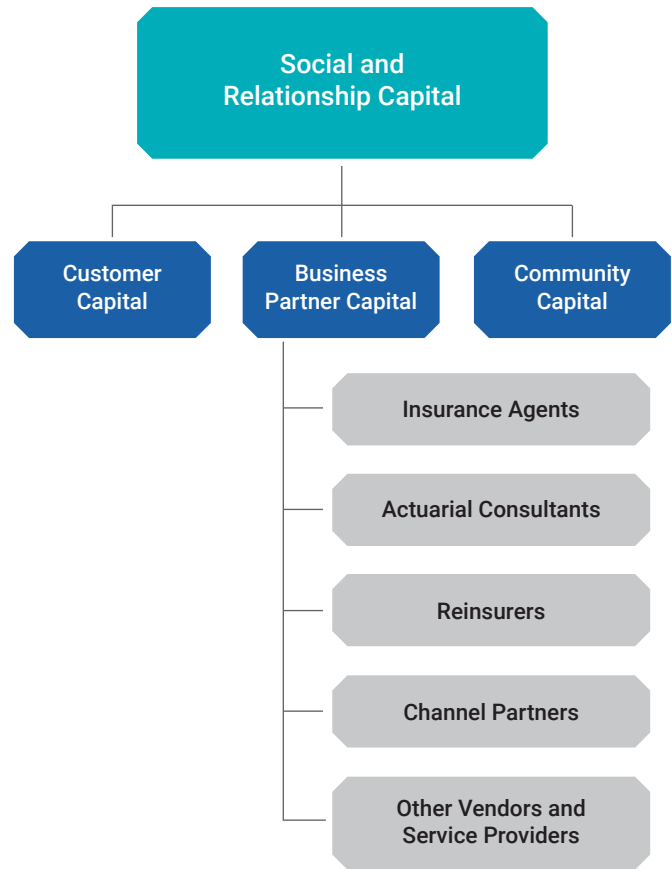 Social and
Relationship Capital
Customer
Capital
Business
Partner Capital
Community
Capital
Insurance Agents
Actuarial Consultants
Reinsurers
Channel Partners
Other Vendors and
Service Providers